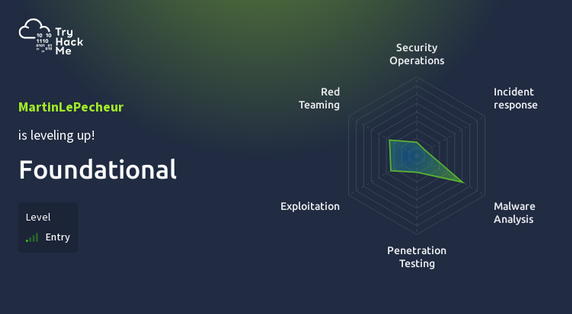 Try
Hack
Me
MartinLePecheur
is leveling up!
Foundational
Level
Entry
Security
Operations
Incident
response
Malware
Analysis
Penetration
Testing
Exploitation
Red
Teaming